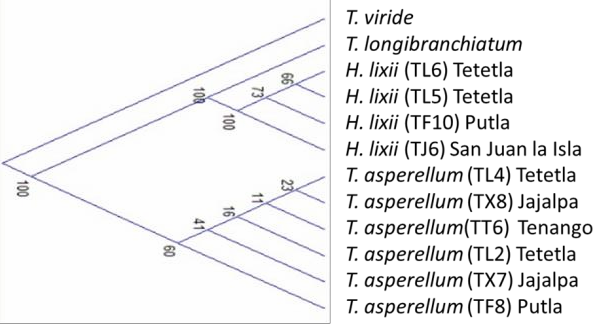 T. viride
T. longibranchiatum
H. lixii (TL6) Tetetla
H. lixii (TL5) Tetetla
H. lixii (TF10) Putla
H. lixii (TJ6) San Juan la Isla
T. asperellum (TL4) Tetetla
T. asperellum (TX8) Jajalpa
T. asperellum(TT6) Tenango
T. asperellum (TL2) Tetetla
T. asperellum (TX7) Jajalpa
T. asperellum (TF8) Putla
66
73
100
100
100
23
11
16
41
60